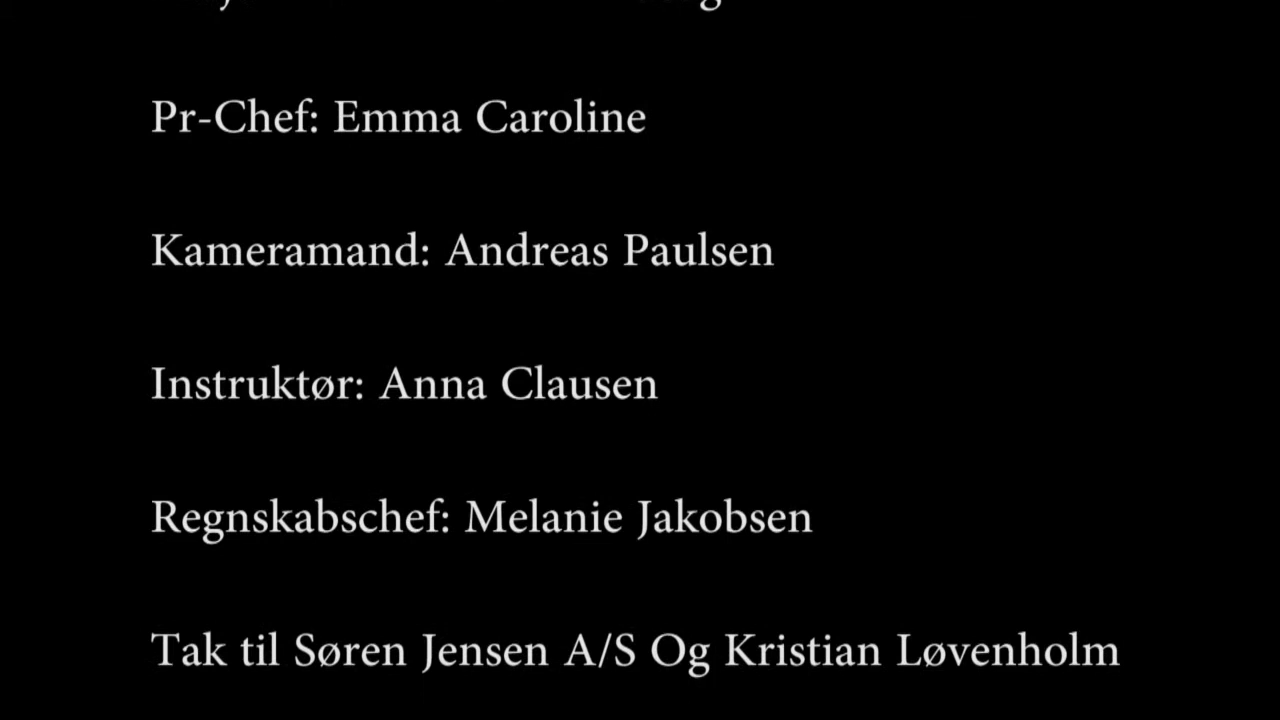 Pr-Chef: Emma Caroline
Kameramand: Andreas Paulsen
Instruktør: Anna Clausen
Regnskabschef: Melanie Jakobsen
Tak til Søren Jensen A/S Og Kristian Løvenholm